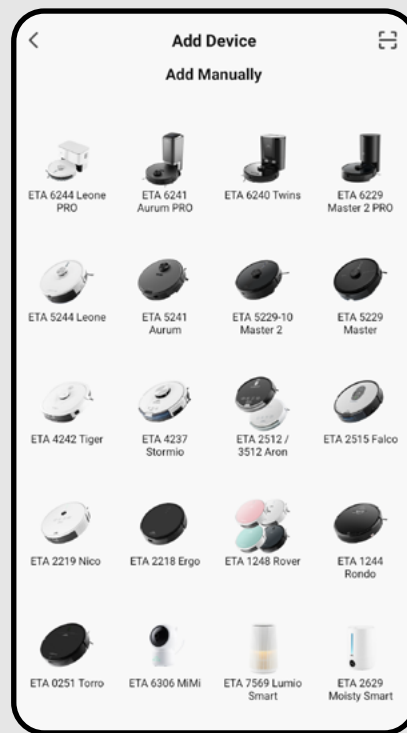 Add Device
Add Manually
ETA 6244 Leone
PRO
ETA 6241
Aurum PRO
ETA 6240 Twins
ETA 6229
Master 2 PRO
ETA 5244 Leone
ETA 5241
Aurum
ETA 5229-10
Master 2
ETA 5229
Master
ETA 4242 Tiger
ETA 4237
Stormio
ETA 2512 /
3512 Aron
ETA 2515 Falco
ETA 2219 Nico
ETA 2218 Ergo
ETA 1248 Rover
ETA 1244
Rondo
ETA 0251 Torro
ETA 6306 MiMi
ETA 7569 Lumio
Smart
ETA 2629
Moisty Smart